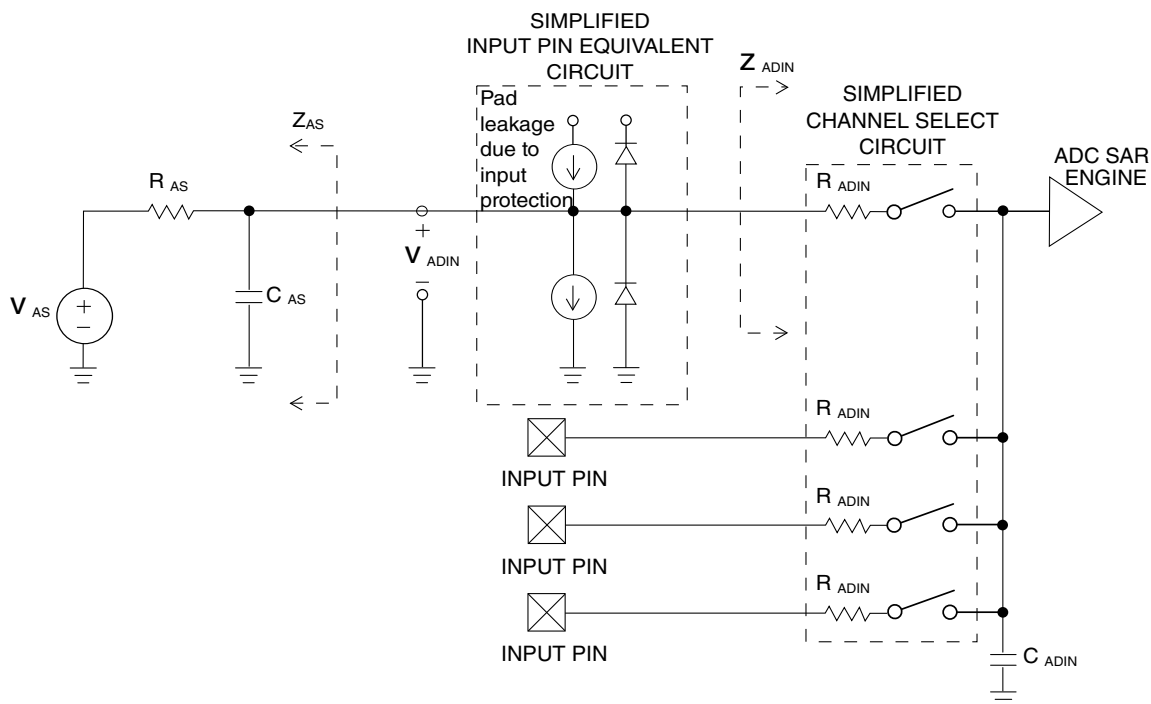 SIMPLIFIED
INPUT PIN EQUIVALENT
CIRCUIT
Pad
leakage
due to
input
protection
Z ADIN
SIMPLIFIED
CHANNEL SELECT
CIRCUIT
ADC SAR
ENGINE
ZAS
R AS
R ADIN
+
V ADIN
−
+
−
V AS
C AS
R ADIN
INPUT PIN
R ADIN
INPUT PIN
R ADIN
INPUT PIN
C ADIN